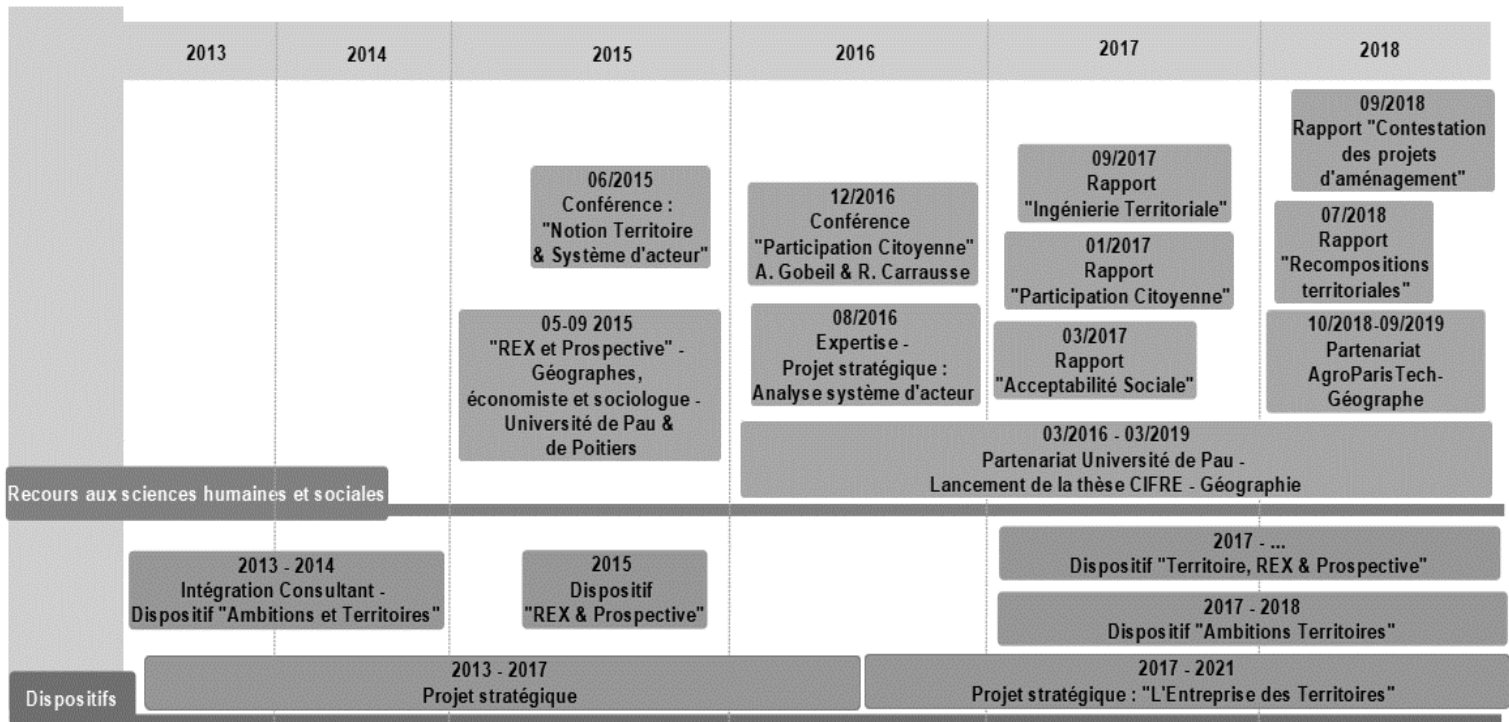 2013
2014
2015
2016
2017
2018
06/2015
Conférence :
"Notion Territoire
& Système d'acteur"
05-09 2015
"REX et Prospective" -
Géographes,
économiste et sociologue -
Université de Pau &
de Poitiers
12/2016
Conférence
"Participation Citoyenne"
A. Gobeil & R. Carrausse
08/2016
Expertise -
Projet stratégique :
Analyse système d'acteur
09/2017
Rapport
"Ingénierie Territoriale"
01/2017
Rapport
"Participation Citoyenne"
03/2017
Rapport
"Acceptabilité Sociale"
09/2018
Rapport "Contestation
des projets
d'aménagement"
07/2018
Rapport
"Recompositions
territoriales"
10/2018-09/2019
Partenariat
AgroParisTech-
Géographe
03/2016 - 03/2019
Partenariat Université de Pau -
Lancement de la thèse CIFRE - Géographie
Recours aux sciences humaines et sociales
2013 - 2014
Intégration Consultant -
Dispositif "Ambitions et Territoires"
2015
Dispositif
"REX & Prospective"
2017 - ...
Dispositif "Territoire, REX & Prospective"
2017 - 2018
Dispositif "Ambitions Territoires"
2013 - 2017
Projet stratégique
2017 - 2021
Projet stratégique : "L'Entreprise des Territoires"
Dispositifs